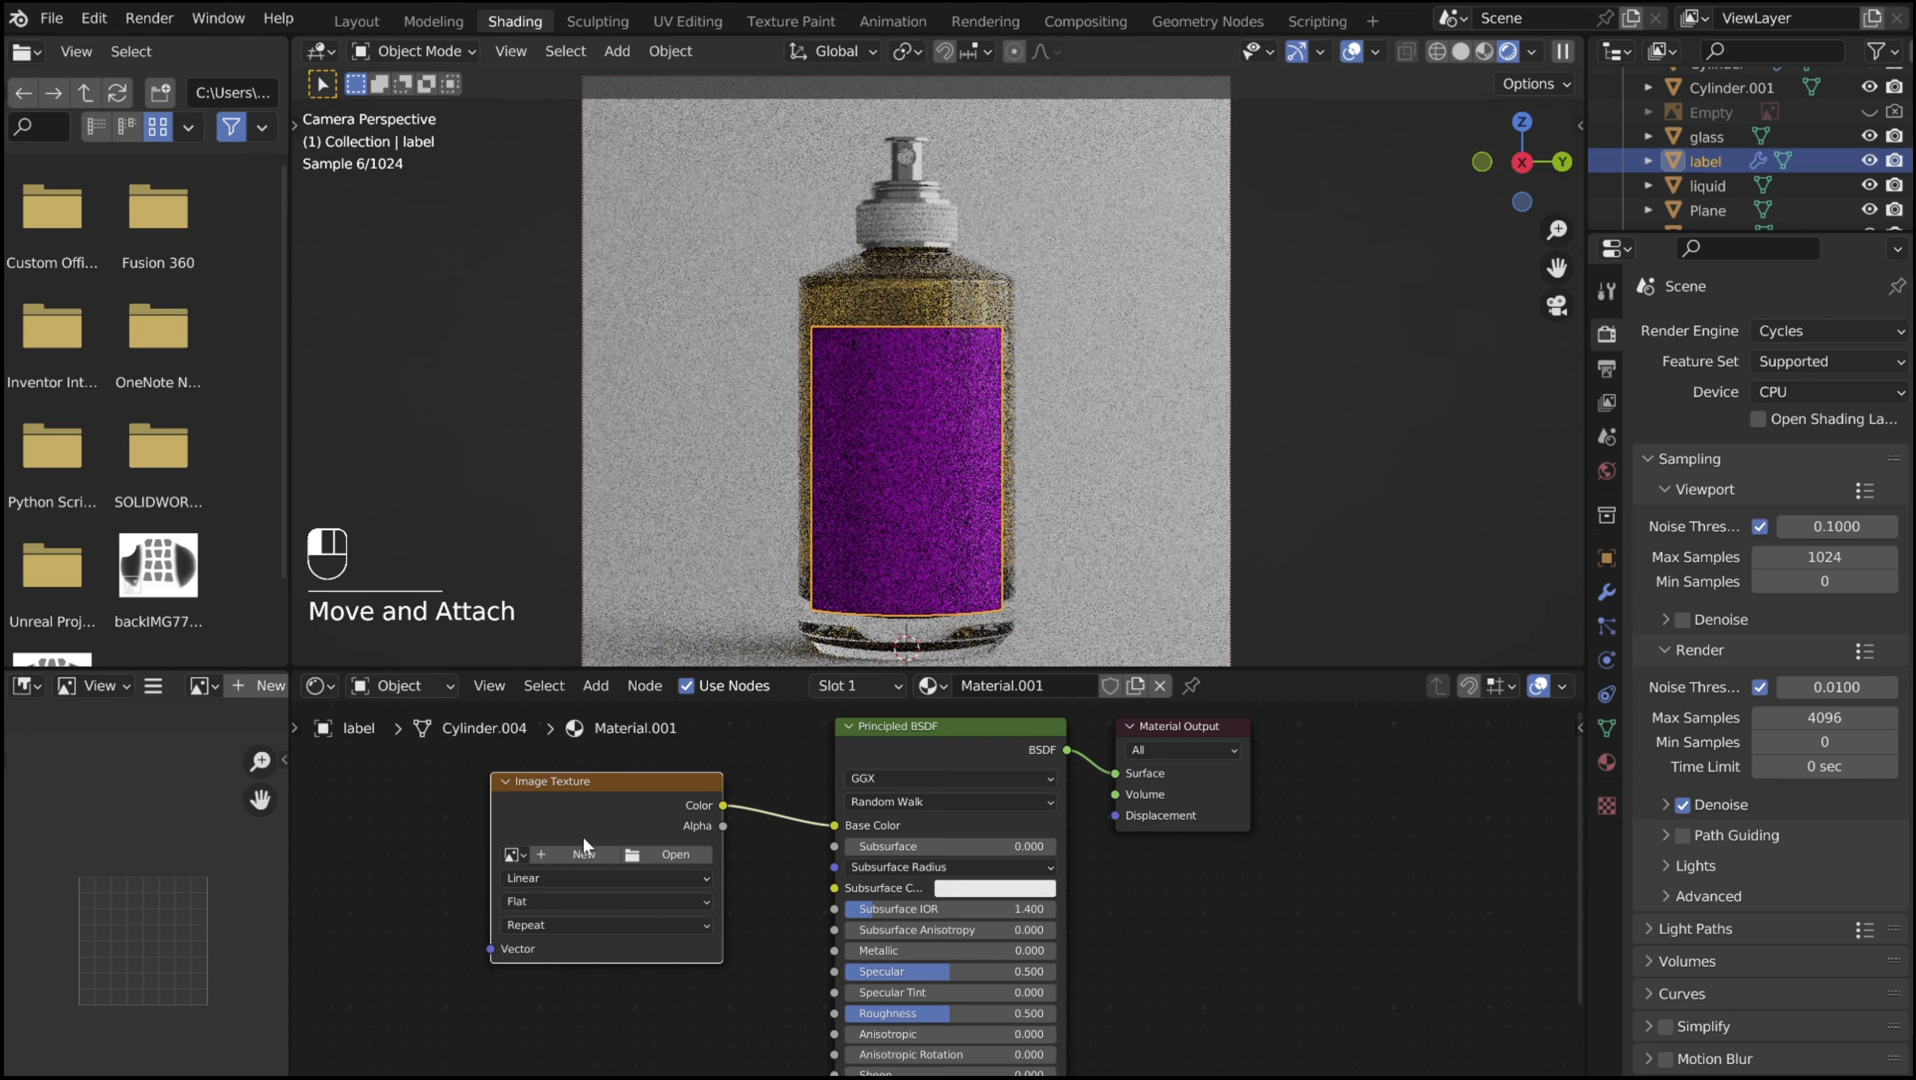 File Edit Render Window Help
Layout Modeling Shading Sculpting UV Editing Texture Paint Animation Rendering Compositing Geometry Nodes Scripting +
Scene
ViewLayer
View Select
Object Mode View Select Add Object
Global
C:\Users\...
Options
Custom Offi... Fusion 360
Inventor Int... OneNote N...
Python Scri... SOLIDWOR...
Unreal Proj... backIMG77...
Camera Perspective
(1) Collection | label
Sample 6/1024
Z
X
Y
Move and Attach
Cylinder.001
Empty
glass
label
liquid
Plane
Scene
Render Engine Cycles
Feature Set Supported
Device CPU
Open Shading La...
Sampling
Viewport
Noise Thres... 0.1000
Max Samples 1024
Min Samples 0
Denoise
Render
Noise Thres... 0.0100
Max Samples 4096
Min Samples 0
Time Limit 0 sec
Denoise
Path Guiding
Lights
Advanced
Light Paths
Volumes
Curves
Simplify
Motion Blur
View
+ New
Object View Select Add Node Use Nodes Slot 1 Material.001
label > Cylinder.004 > Material.001
Image Texture
Color
Alpha
+ New Open
Linear
Flat
Repeat
Vector
Principled BSDF
BSDF
GGX
Random Walk
Base Color
Subsurface 0.000
Subsurface Radius
Subsurface C...
Subsurface IOR 1.400
Subsurface Anisotropy 0.000
Metallic 0.000
Specular 0.500
Specular Tint 0.000
Roughness 0.500
Anisotropic 0.000
Anisotropic Rotation 0.000
Material Output
All
Surface
Volume
Displacement